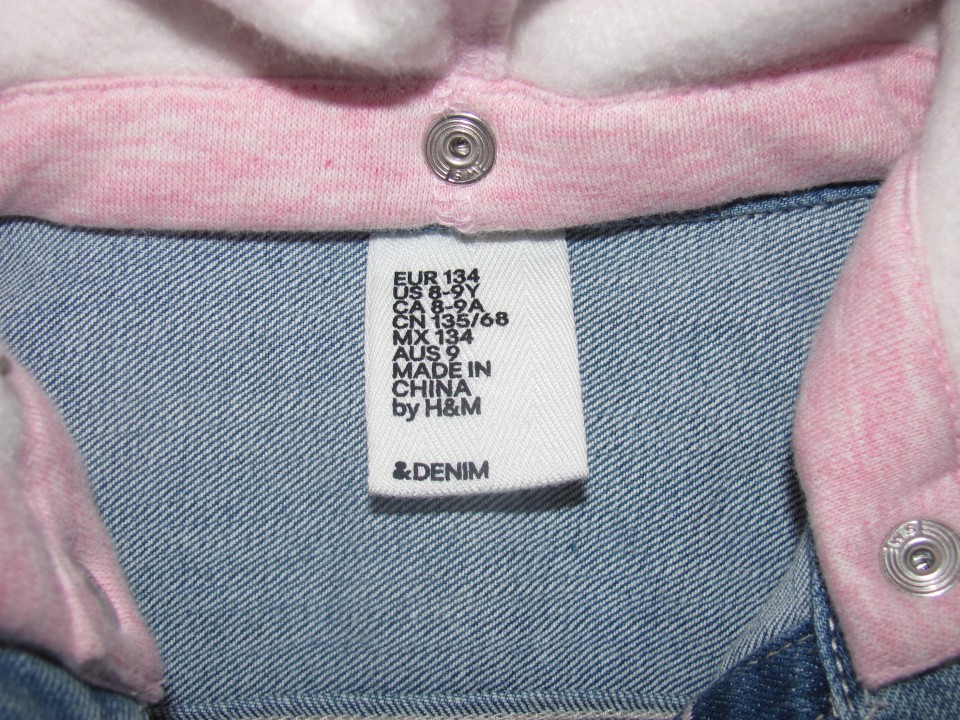 EUR 134
US 8-9Y
CA 8-9A
CN 135/68
MX 134
AUS 9
MADE IN
CHINA
by H&M
&DENIM